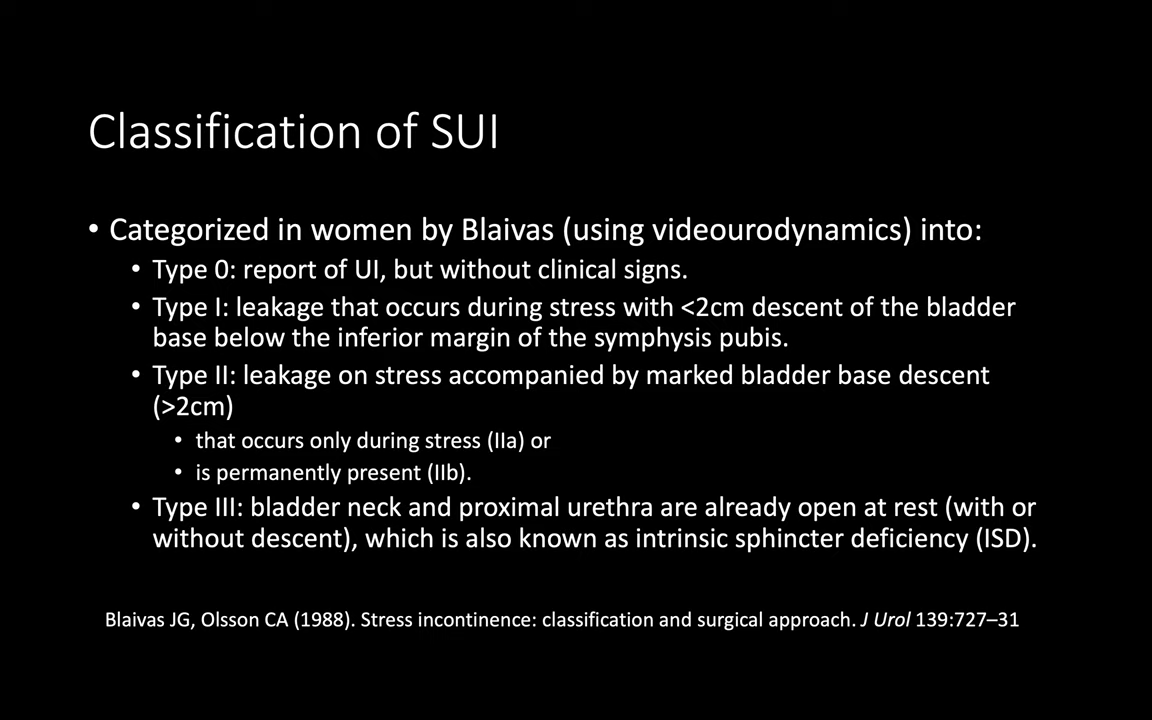 Classification of SUI
• Categorized in women by Blaivas (using videourodynamics) into:
• Type 0: report of UI, but without clinical signs.
• Type I: leakage that occurs during stress with <2cm descent of the bladder
base below the inferior margin of the symphysis pubis.
• Type II: leakage on stress accompanied by marked bladder base descent
(>2cm)
• that occurs only during stress (IIa) or
• is permanently present (IIb).
• Type III: bladder neck and proximal urethra are already open at rest (with or
without descent), which is also known as intrinsic sphincter deficiency (ISD).
Blaivas JG, Olsson CA (1988). Stress incontinence: classification and surgical approach. J Urol 139:727–31